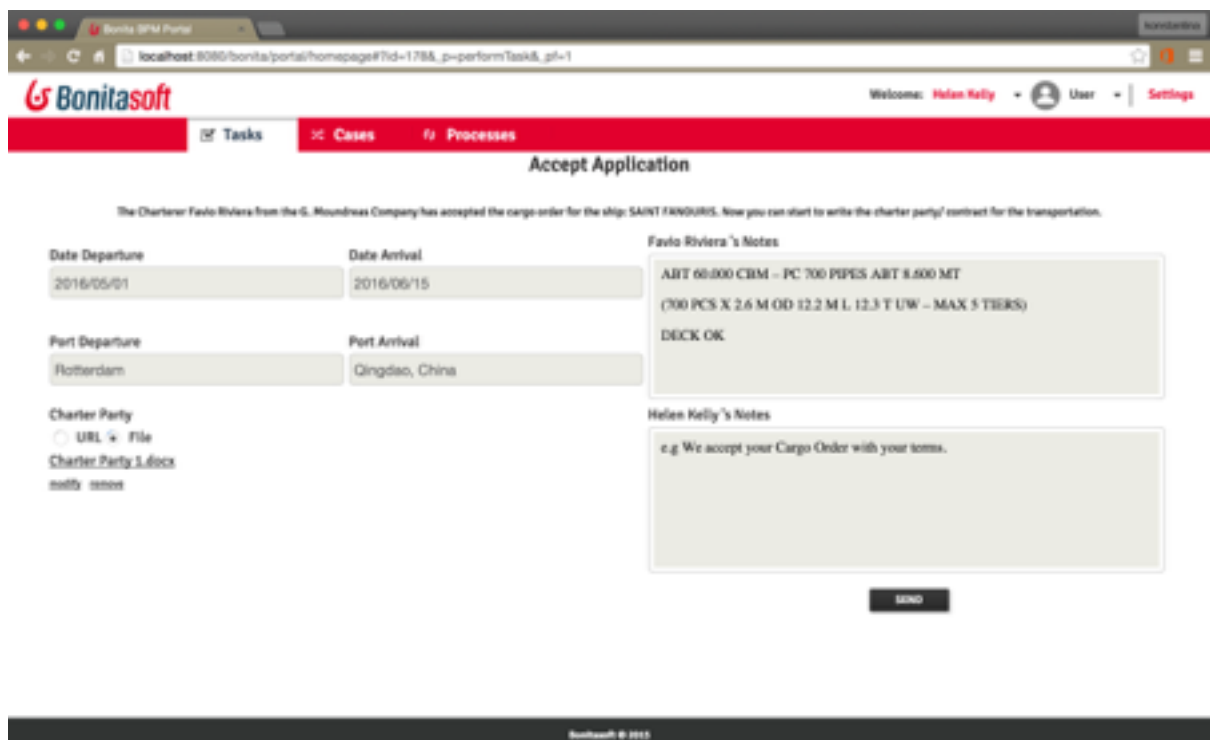 Bonita BPM Portal
konstantina
localhost:8080/bonita/portal/homepage#?id=178&_p=performTask&_pf=1
Bonitasoft
Welcome: Helen Kelly
User
Settings
Tasks
Cases
Processes
Accept Application
The Charterer Favio Riviera from the G. Moundreas Company has accepted the cargo order for the ship: SAINT FANOURIS. Now you can start to write the charter party/ contract for the transportation.
Date Departure
Date Arrival
2016/05/01
2016/06/15
Port Departure
Port Arrival
Rotterdam
Qingdao, China
Charter Party
URL File
Charter Party 1.docx
modify remove
Favio Riviera 's Notes
ABT 60.000 CBM – PC 700 PIPES ABT 8.600 MT
(700 PCS X 2.6 M OD 12.2 M L 12.3 T UW – MAX 5 TIERS)
DECK OK
Helen Kelly 's Notes
e.g We accept your Cargo Order with your terms.
SEND
Bonitasoft © 2015